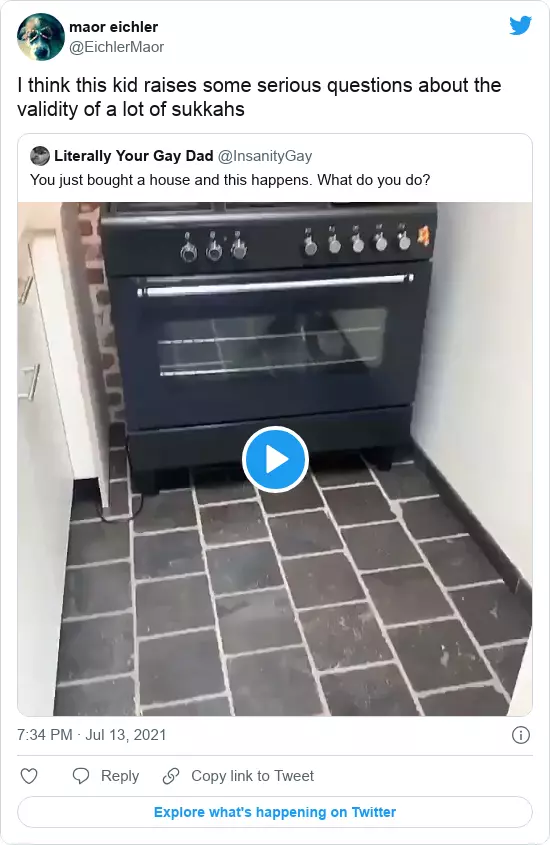 maor eichler
@EichlerMaor
I think this kid raises some serious questions about the
validity of a lot of sukkahs
Literally Your Gay Dad @InsanityGay
You just bought a house and this happens. What do you do?
7:34 PM · Jul 13, 2021
Reply
Copy link to Tweet
Explore what's happening on Twitter